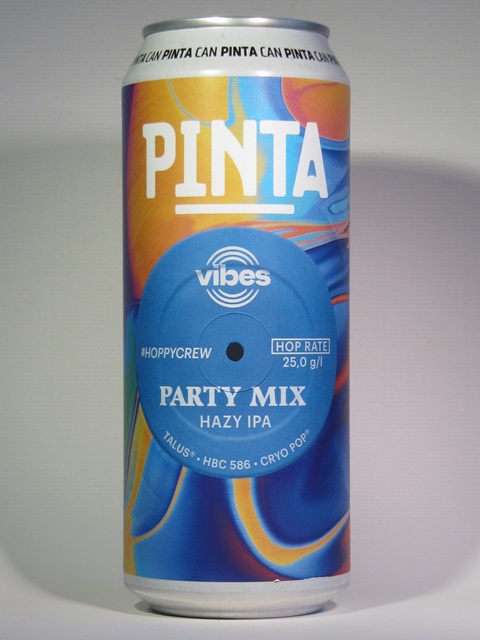 CAN PINTA CAN PINTA CAN PINTA CAN
PINTA
vibes
#HOPPYCREW
HOP RATE
25,0 g/l
PARTY MIX
HAZY IPA
TALUS® • HBC 586 • CRYO POP®